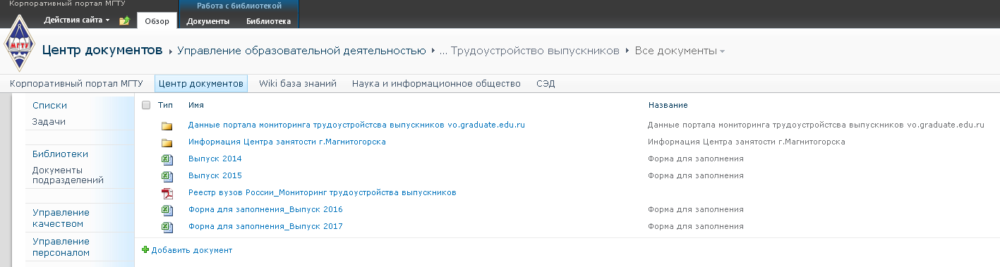 Корпоративный портал МГТУ
Работа с библиотекой
Действия сайта
Обзор
Документы
Библиотека
МГТУ
Центр документов Управление образовательной деятельностью ... Трудоустройство выпускников Все документы
Корпоративный портал МГТУ Центр документов Wiki база знаний Наука и информационное общество СЭД
Списки
Задачи
Библиотеки
Документы
подразделений
Управление
качеством
Управление
персоналом
Тип Имя Название
Данные портала мониторинга трудоустройстсва выпускников vo.graduate.edu.ru Данные портала мониторинга трудоустройстсва выпускников vo.graduate.edu.ru
Информация Центра занятости г.Магнитогорска Информация Центра занятости г.Магнитогорска
Выпуск 2014 Форма для заполнения
Выпуск 2015 Форма для заполнения
Реестр вузов России_Мониторинг трудоустройства выпускников
Форма для заполнения_Выпуск 2016 Форма для заполнения
Форма для заполнения_Выпуск 2017 Форма для заполнения
Добавить документ